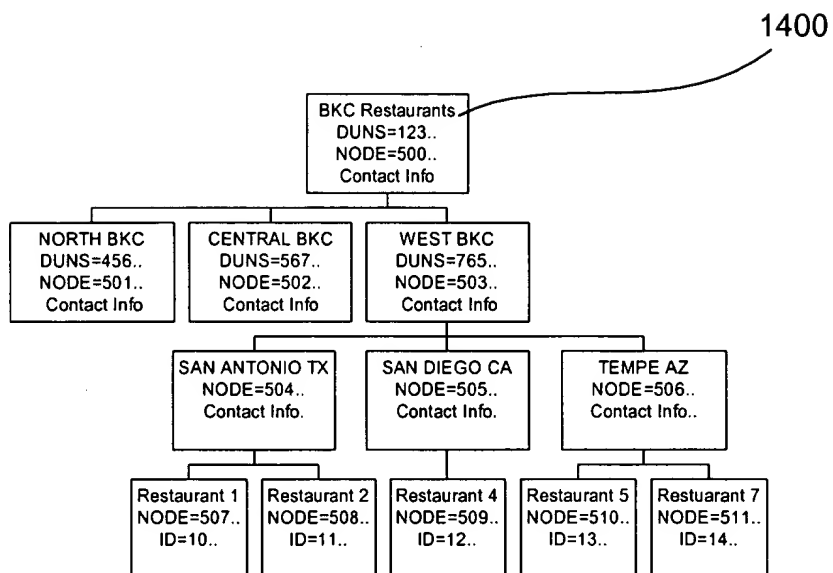 1400
BKC Restaurants
DUNS=123..
NODE=500..
Contact Info
NORTH BKC
DUNS=456..
NODE=501..
Contact Info
CENTRAL BKC
DUNS=567..
NODE=502..
Contact Info
WEST BKC
DUNS=765..
NODE=503..
Contact Info
SAN ANTONIO TX
NODE=504..
Contact Info.
SAN DIEGO CA
NODE=505..
Contact Info.
TEMPE AZ
NODE=506..
Contact Info..
Restaurant 1
NODE=507..
ID=10..
Restaurant 2
NODE=508..
ID=11..
Restaurant 4
NODE=509..
ID=12..
Restaurant 5
NODE=510..
ID=13..
Restuarant 7
NODE=511..
ID=14..